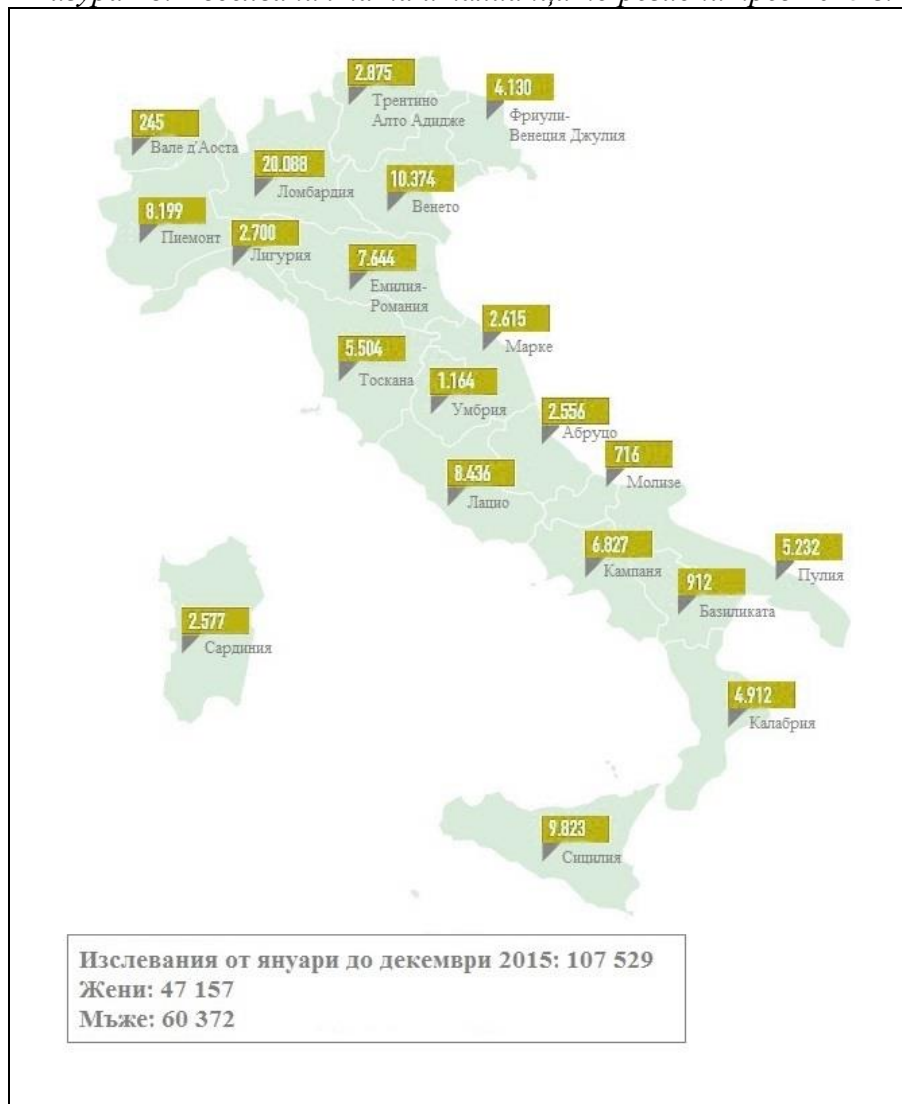 2.875
Трентино
Алто Адидже
4.130
Фриули-
Венеция Джулия
245
Вале д'Аоста
20.088
Ломбардия
10.374
Венето
8.199
Пиемонт
2.700
Лигурия
7.644
Емилия-
Романия
2.615
Марке
5.504
Тоскана
1.164
Умбрия
2.556
Абруцо
716
Молизе
8.436
Лацио
6.827
Кампаня
5.232
Пулия
912
Базиликата
2.577
Сардиния
4.912
Калабрия
9.823
Сицилия
Изслевания от януари до декември 2015: 107 529
Жени: 47 157
Мъже: 60 372